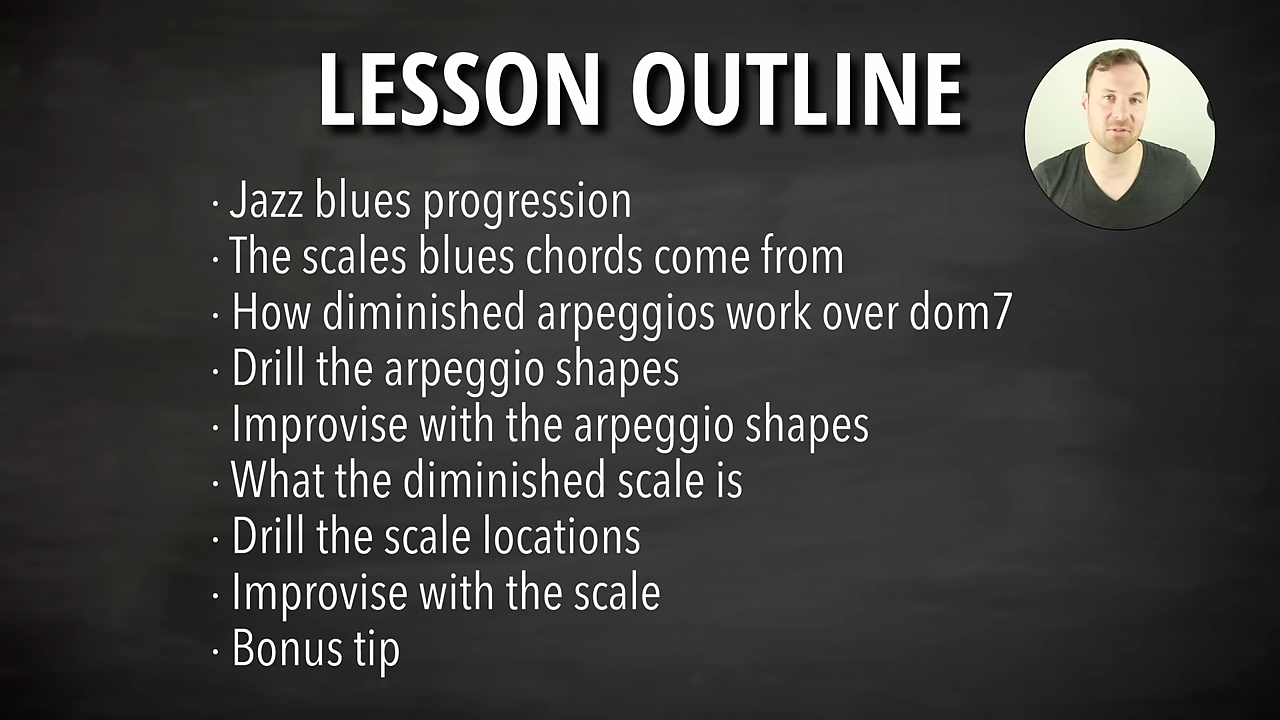 LESSON OUTLINE
· Jazz blues progression
· The scales blues chords come from
· How diminished arpeggios work over dom7
· Drill the arpeggio shapes
· Improvise with the arpeggio shapes
· What the diminished scale is
· Drill the scale locations
· Improvise with the scale
· Bonus tip